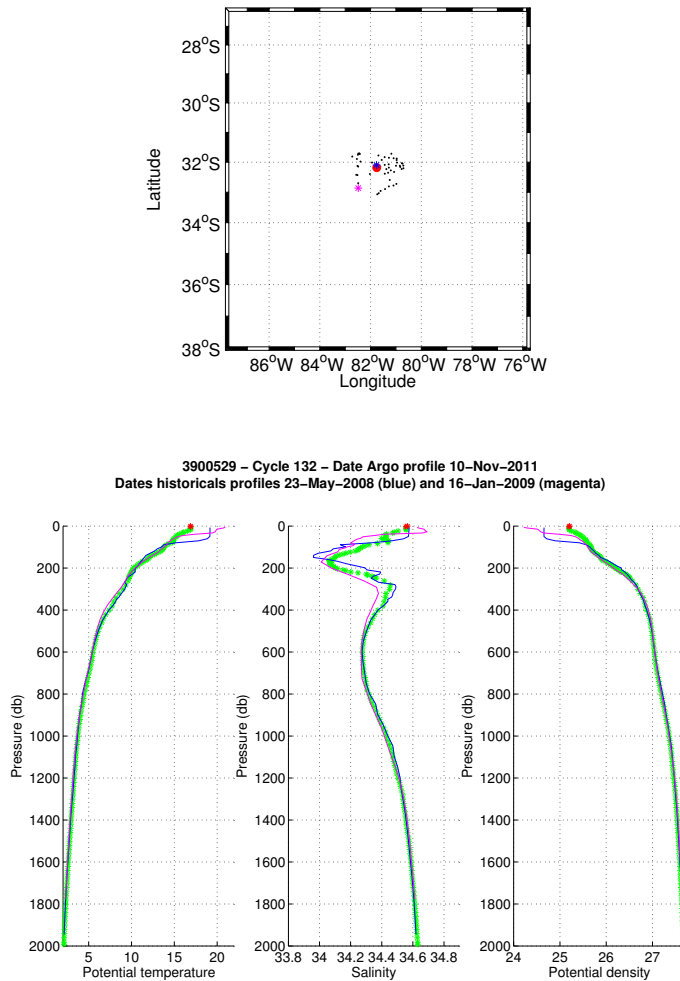 28°S
30°S
32°S
34°S
36°S
38°S
Latitude
86°W 84°W 82°W 80°W 78°W 76°W
Longitude
3900529 − Cycle 132 − Date Argo profile 10−Nov−2011
Dates historicals profiles 23−May−2008 (blue) and 16−Jan−2009 (magenta)
0
200
400
600
800
1000
1200
1400
1600
1800
2000
Pressure (db)
5 10 15 20
Potential temperature
0
200
400
600
800
1000
1200
1400
1600
1800
2000
Pressure (db)
33.8 34 34.2 34.4 34.6 34.8
Salinity
0
200
400
600
800
1000
1200
1400
1600
1800
2000
Pressure (db)
24 25 26 27
Potential density